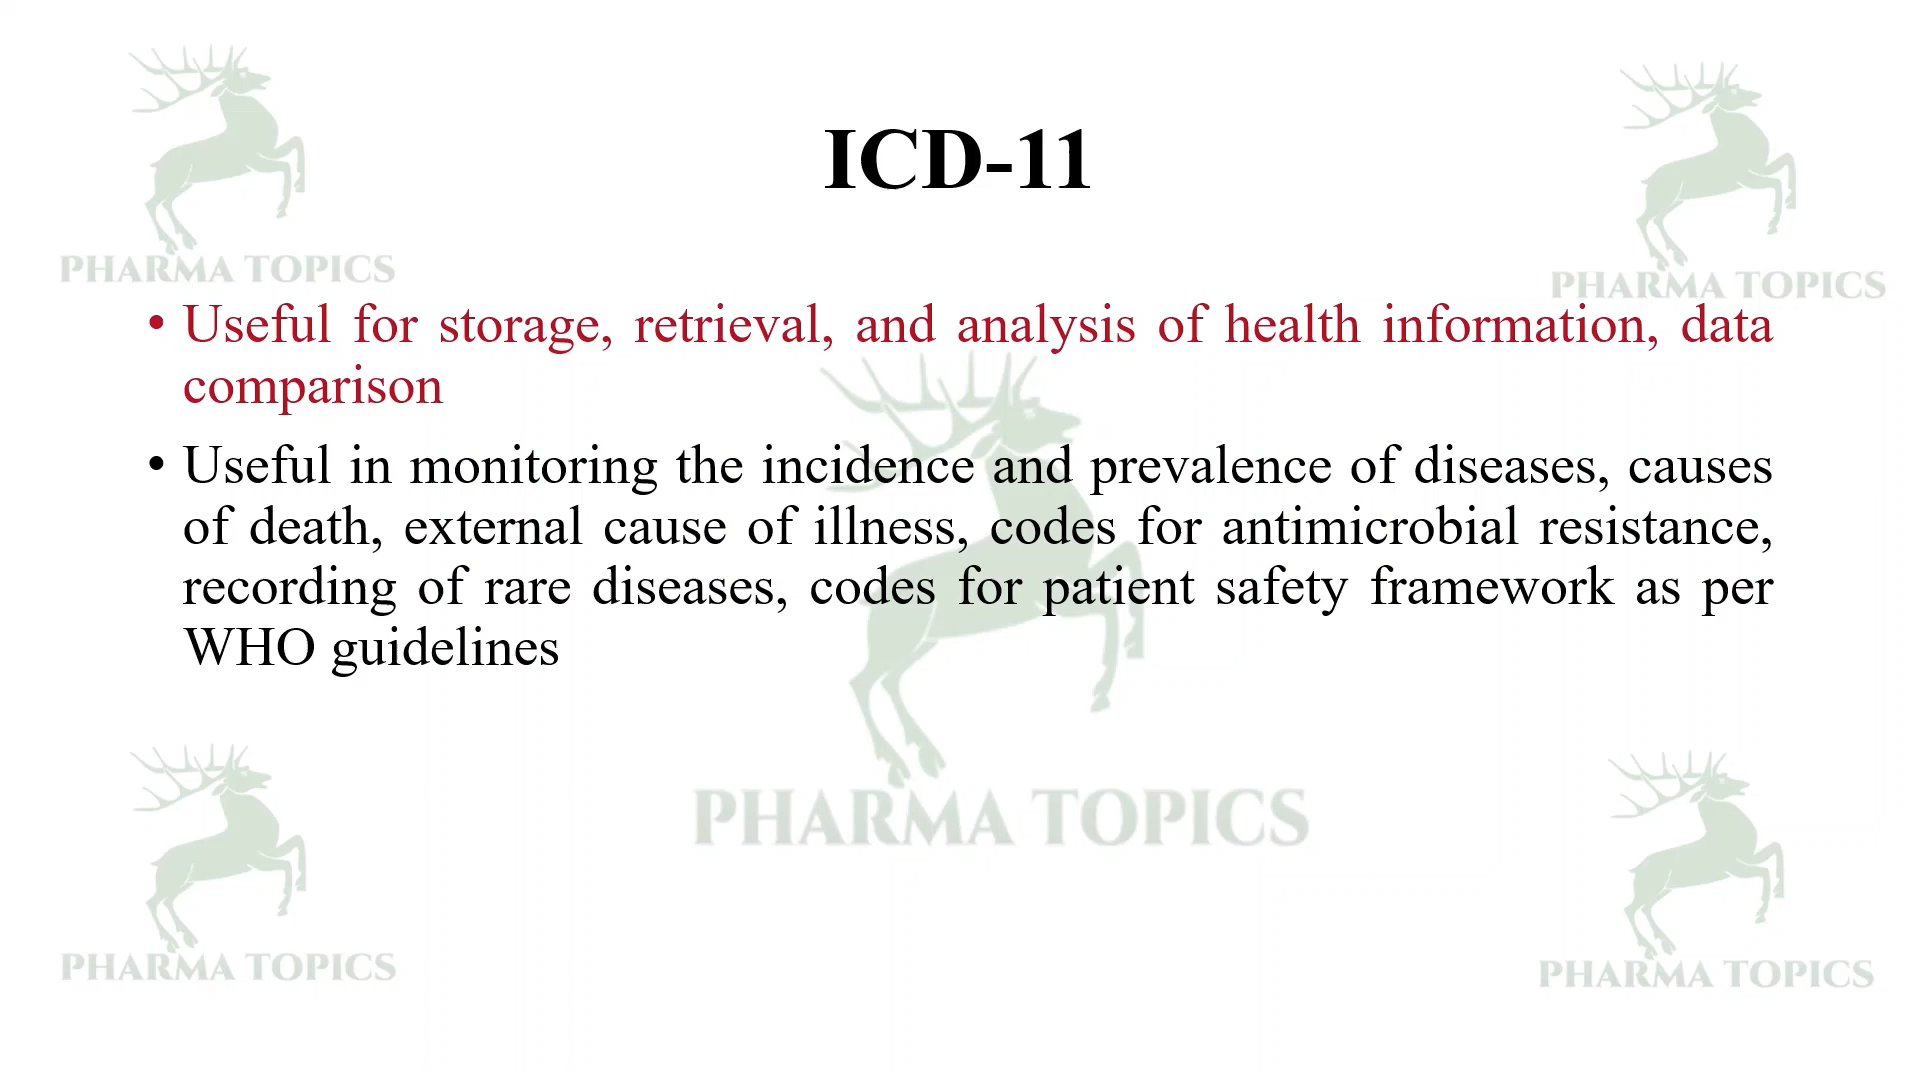 ICD-11
PHARMA TOPICS
PHARMA TOPICS
• Useful for storage, retrieval, and analysis of health information, data
comparison
• Useful in monitoring the incidence and prevalence of diseases, causes
of death, external cause of illness, codes for antimicrobial resistance,
recording of rare diseases, codes for patient safety framework as per
WHO guidelines
PHARMA TOPICS
PHARMA TOPICS
PHARMA TOPICS